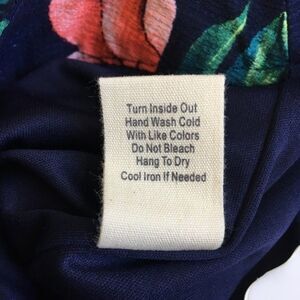 Turn Inside Out
Hand Wash Cold
With Like Colors
Do Not Bleach
Hang To Dry
Cool Iron If Needed